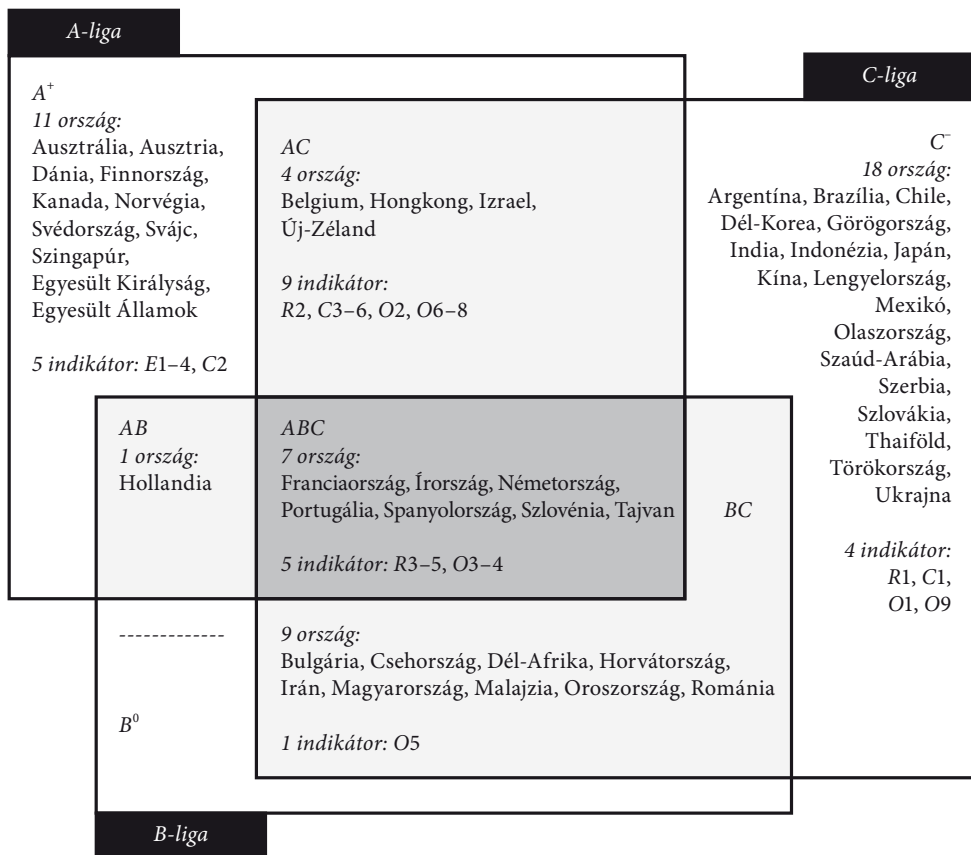 A-liga
C-liga
A⁺
11 ország:
Ausztrália, Ausztria,
Dánia, Finnország,
Kanada, Norvégia,
Svédország, Svájc,
Szingapúr,
Egyesült Királyság,
Egyesült Államok
5 indikátor: E1–4, C2
AC
4 ország:
Belgium, Hongkong, Izrael,
Új-Zéland
9 indikátor:
R2, C3–6, O2, O6–8
C⁻
18 ország:
Argentína, Brazília, Chile,
Dél-Korea, Görögország,
India, Indonézia, Japán,
Kína, Lengyelország,
Mexikó,
Olaszország,
Szaúd-Arábia,
Szerbia,
Szlovákia,
Thaiföld,
Törökország,
Ukrajna
4 indikátor:
R1, C1,
O1, O9
AB
1 ország:
Hollandia
ABC
7 ország:
Franciaország, Írország, Németország,
Portugália, Spanyolország, Szlovénia, Tajvan
5 indikátor: R3–5, O3–4
BC
9 ország:
Bulgária, Csehország, Dél-Afrika, Horvátország,
Irán, Magyarország, Malajzia, Oroszország, Románia
1 indikátor: O5
-------------
B⁰
B-liga